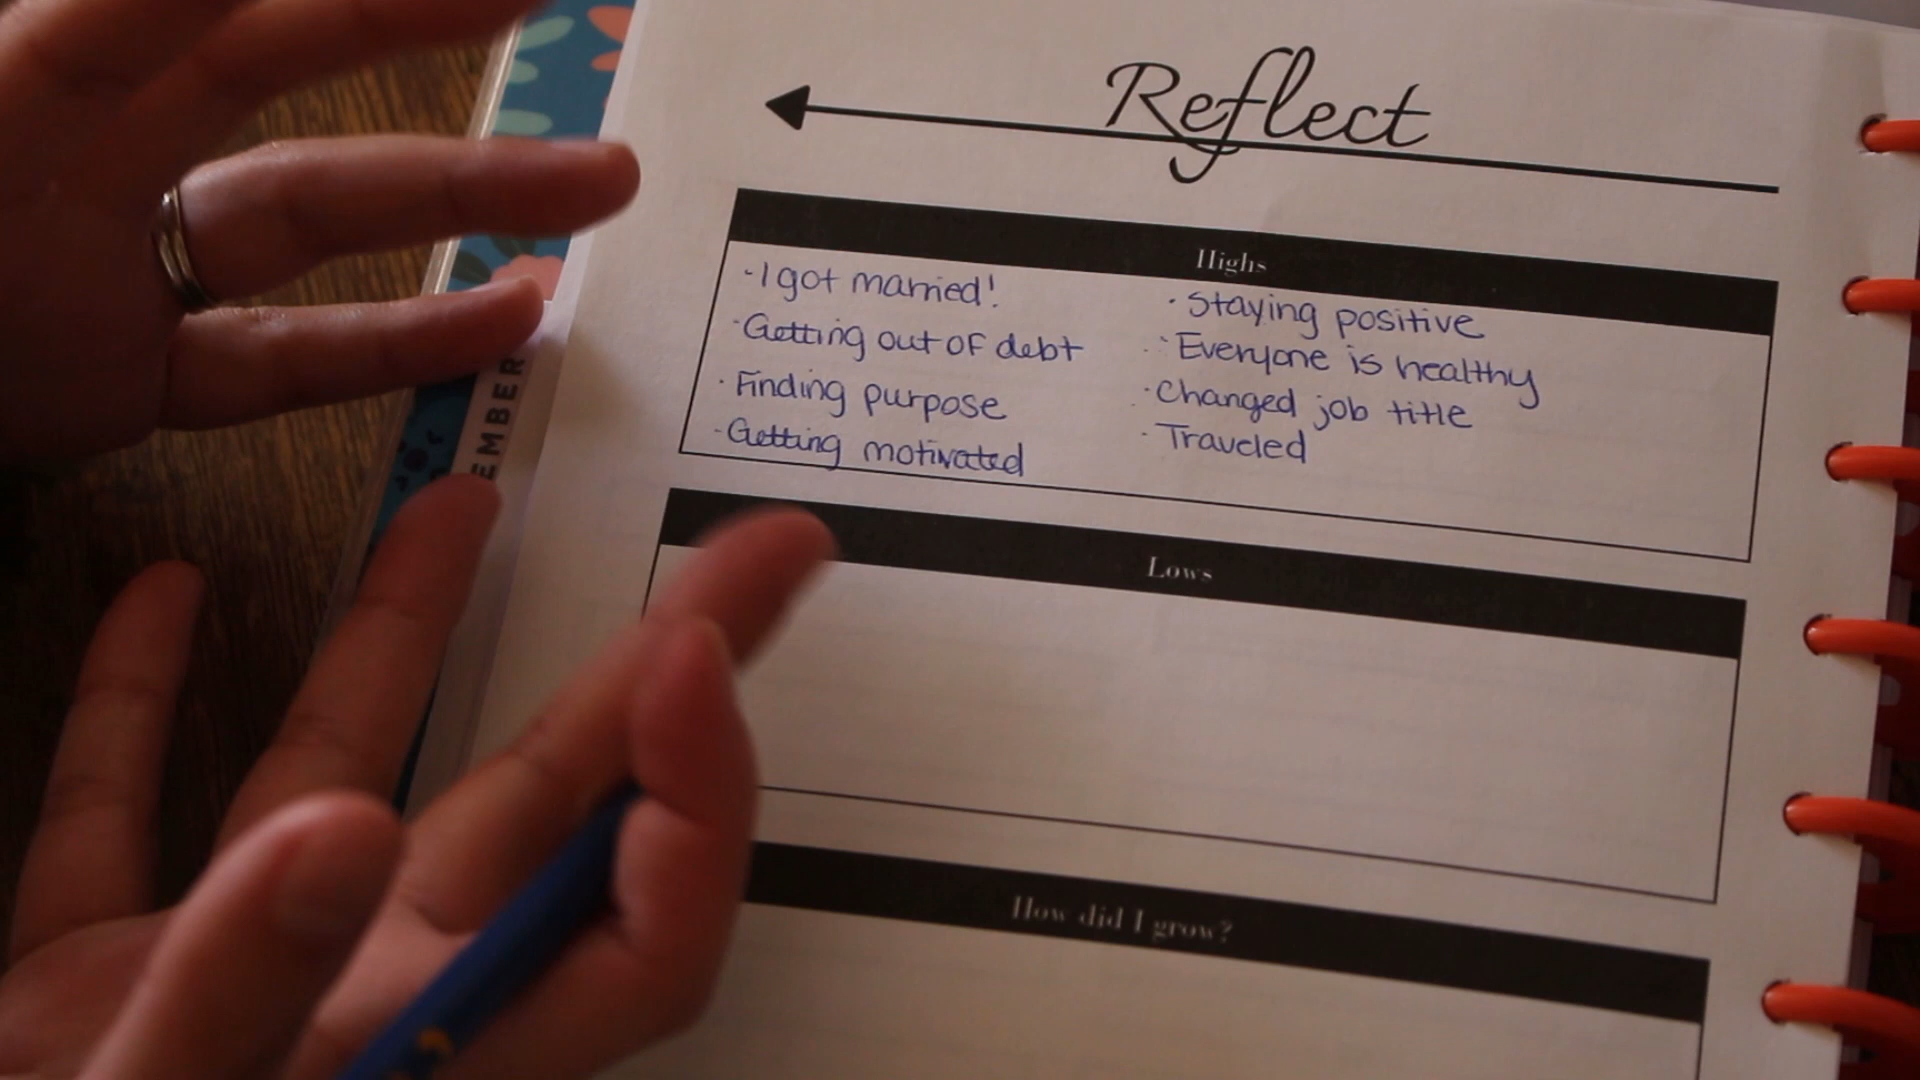 Reflect
Highs
· I got married!
· Getting out of debt
· Finding purpose
· Getting motivated
· Staying positive
· Everyone is healthy
· Changed job title
· Traveled
Lows
How did I grow?
EMBER